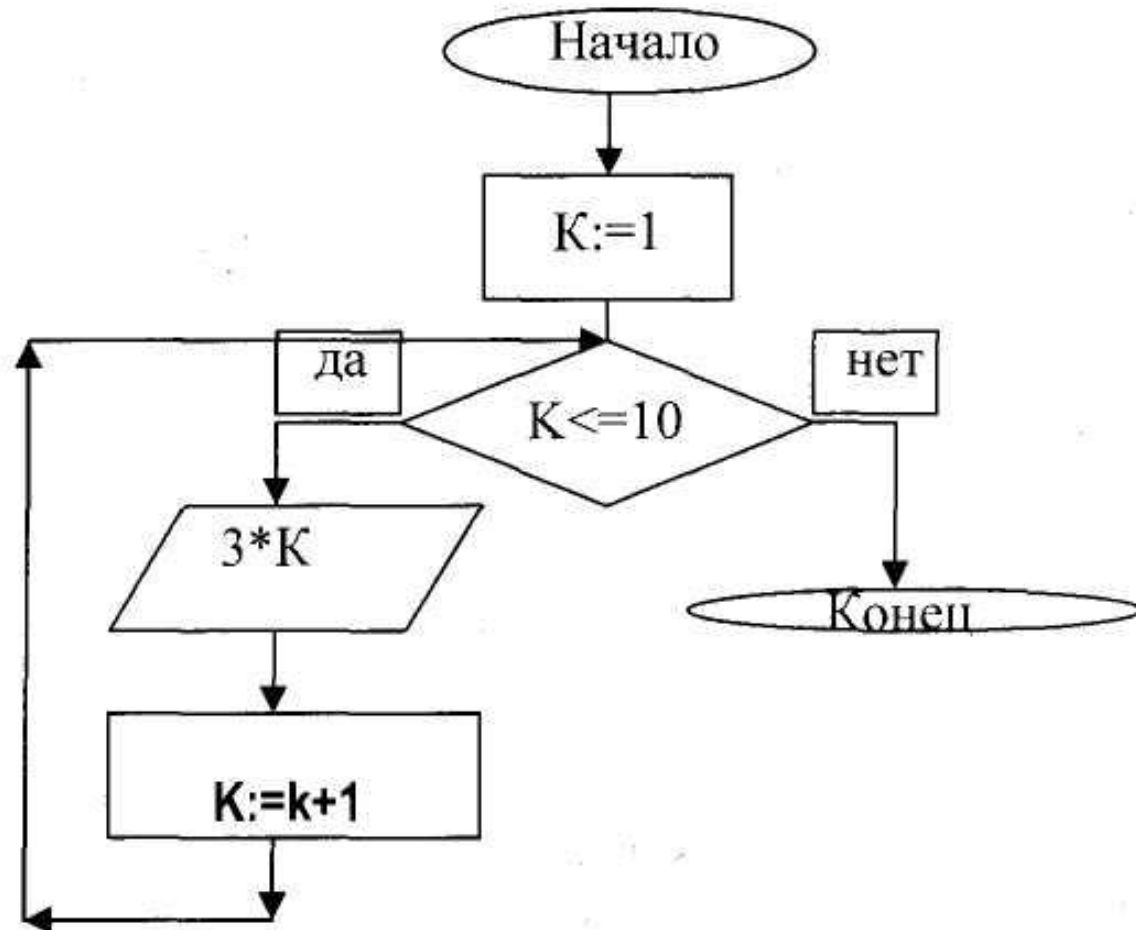 Начало
К:=1
да
нет
K<=10
3*К
Конец
K:=k+1